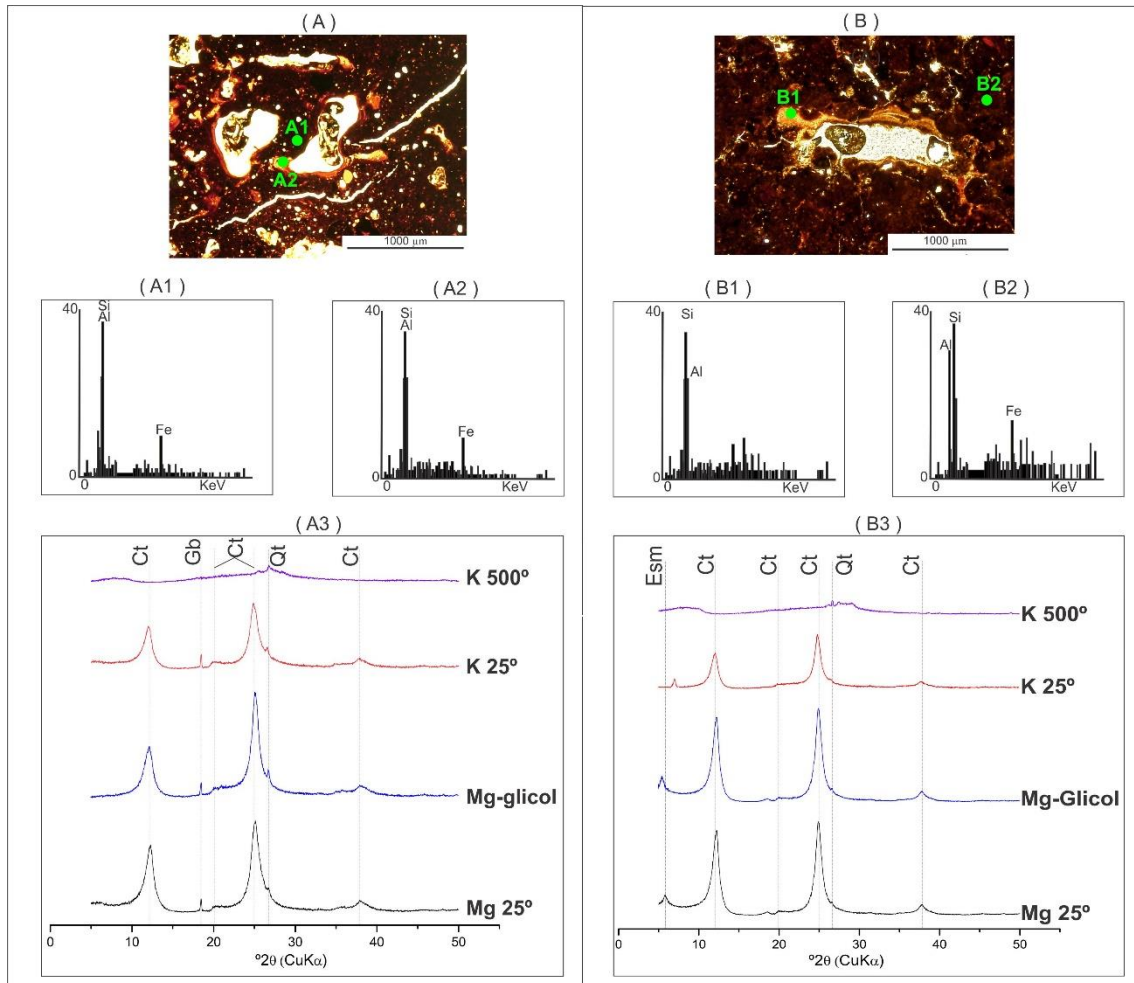 ( A )
A1
A2
1000 µm
( B )
B1
B2
1000 µm
( A1 )
40
Si
Al
Fe
0
0
KeV
( A2 )
40
Si
Al
Fe
0
0
KeV
( B1 )
40
Si
Al
0
0
KeV
( B2 )
40
Si
Al
Fe
0
0
KeV
( A3 )
Ct
Gb
Ct
Qt
Ct
K 500º
K 25º
Mg-glicol
Mg 25º
0 10 20 30 40 50
º2θ (CuKα)
( B3 )
Esm
Ct
Ct
Ct
Qt
Ct
K 500º
K 25º
Mg-Glicol
Mg 25º
0 10 20 30 40 50
º2θ (CuKα)